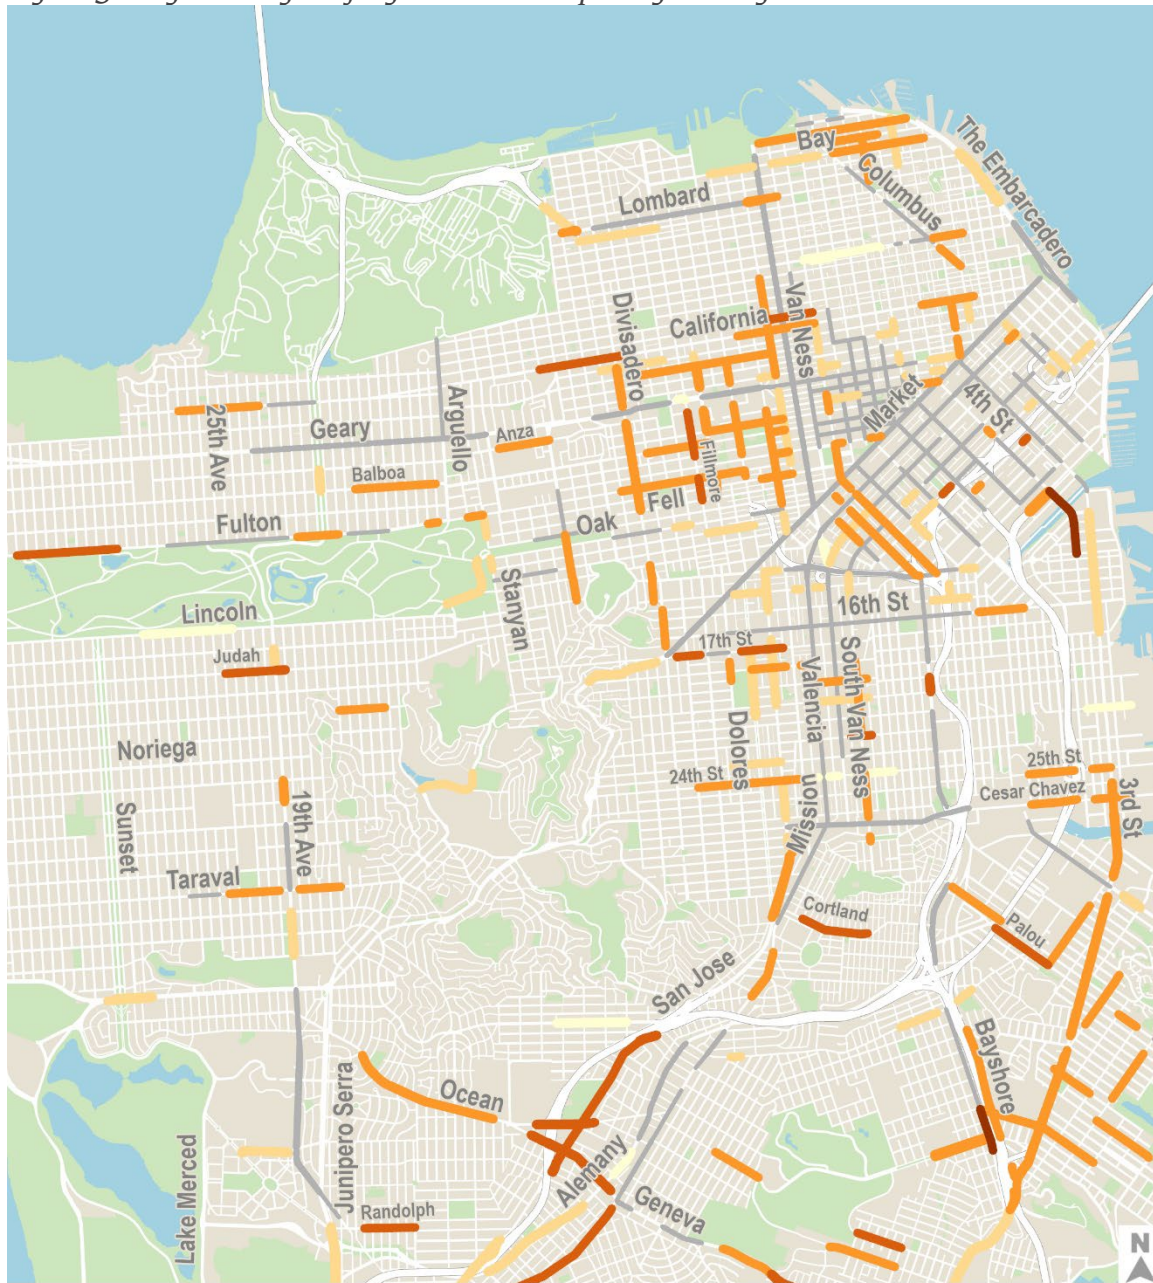 Bay
The Embarcadero
Columbus
Lombard
Van Ness
Divisadero
California
Arguello
25th Ave
Geary
Anza
Market
4th St
Balboa
Fillmore
Fell
Fulton
Oak
Stanyan
Lincoln
16th St
17th St
Judah
Valencia
South Van Ness
Dolores
Noriega
24th St
25th St
Cesar Chavez
3rd St
Sunset
19th Ave
Mission
Taraval
Cortland
Palou
San Jose
Bayshore
Ocean
Junipero Serra
Alemany
Lake Merced
Randolph
Geneva
N